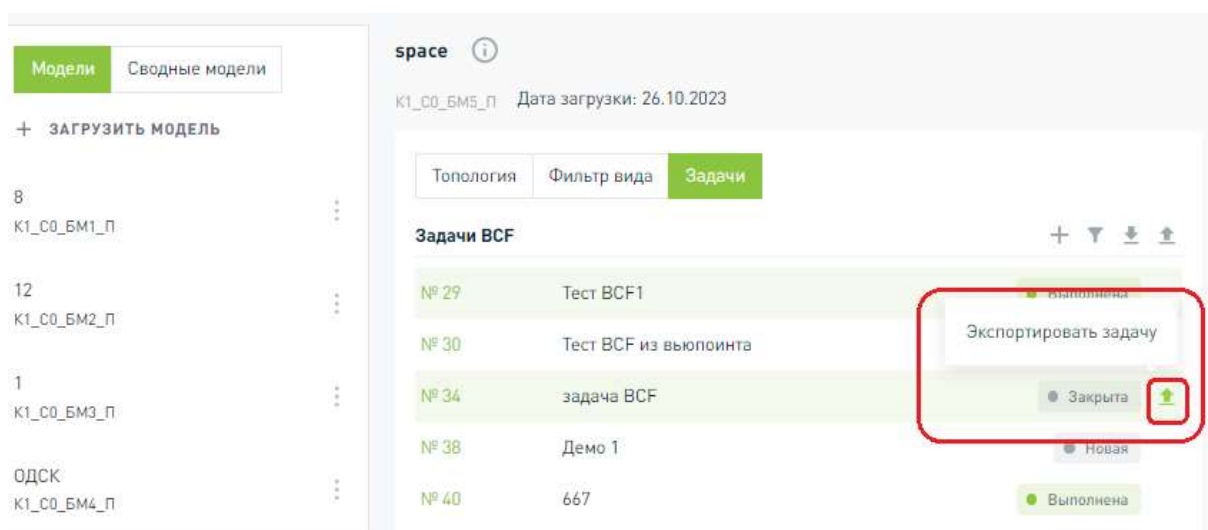 Модели
Сводные модели
+ ЗАГРУЗИТЬ МОДЕЛЬ
8
К1_С0_БМ1_П
12
К1_С0_БМ2_П
1
К1_С0_БМ3_П
ОДСК
К1_С0_БМ4_П
space
К1_С0_БМ5_П Дата загрузки: 26.10.2023
Топология Фильтр вида Задачи
Задачи BCF
№ 29 Тест BCF1 Выполнена
№ 30 Тест BCF из вьюпоинта
Экспортировать задачу
№ 34 задача BCF Закрыта
№ 38 Демо 1 Новая
№ 40 667 Выполнена